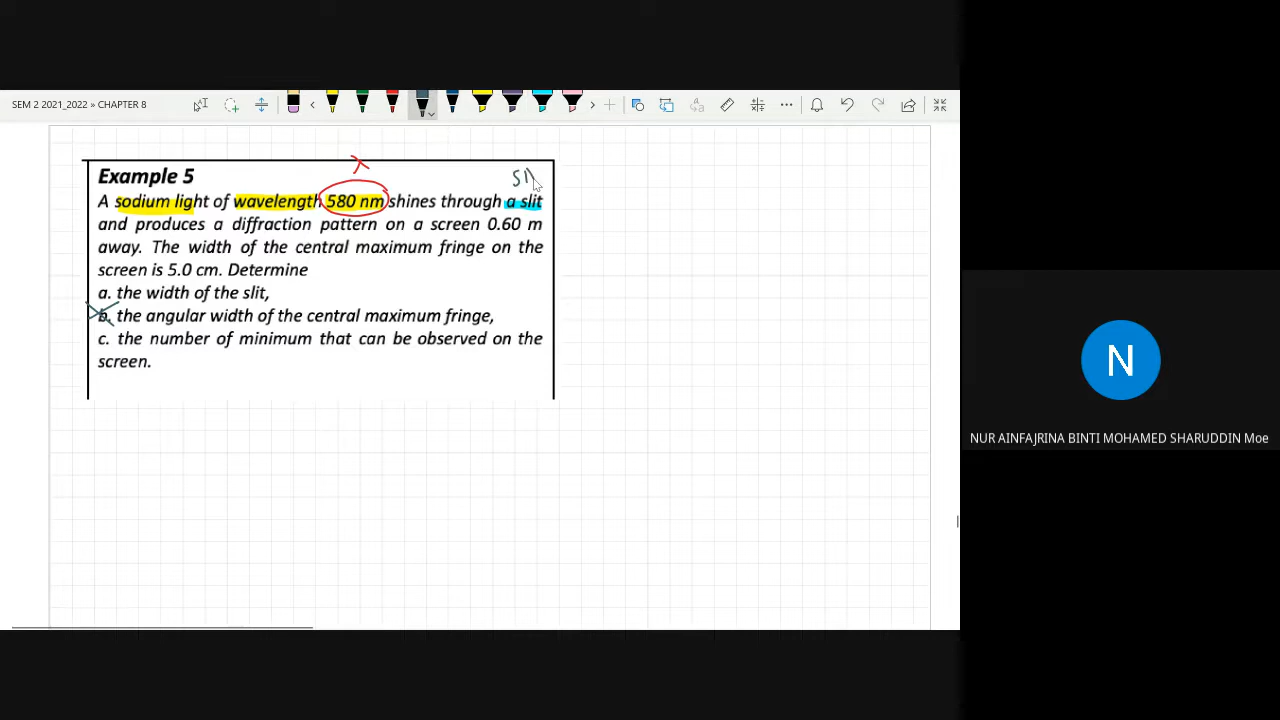 SEM 2 2021_2022 » CHAPTER 8
λ
Example 5
A sodium light of wavelength 580 nm shines through a slit
and produces a diffraction pattern on a screen 0.60 m
away. The width of the central maximum fringe on the
screen is 5.0 cm. Determine
a. the width of the slit,
b. the angular width of the central maximum fringe,
c. the number of minimum that can be observed on the
screen.
N
NUR AINFAJRINA BINTI MOHAMED SHARUDDIN Moe